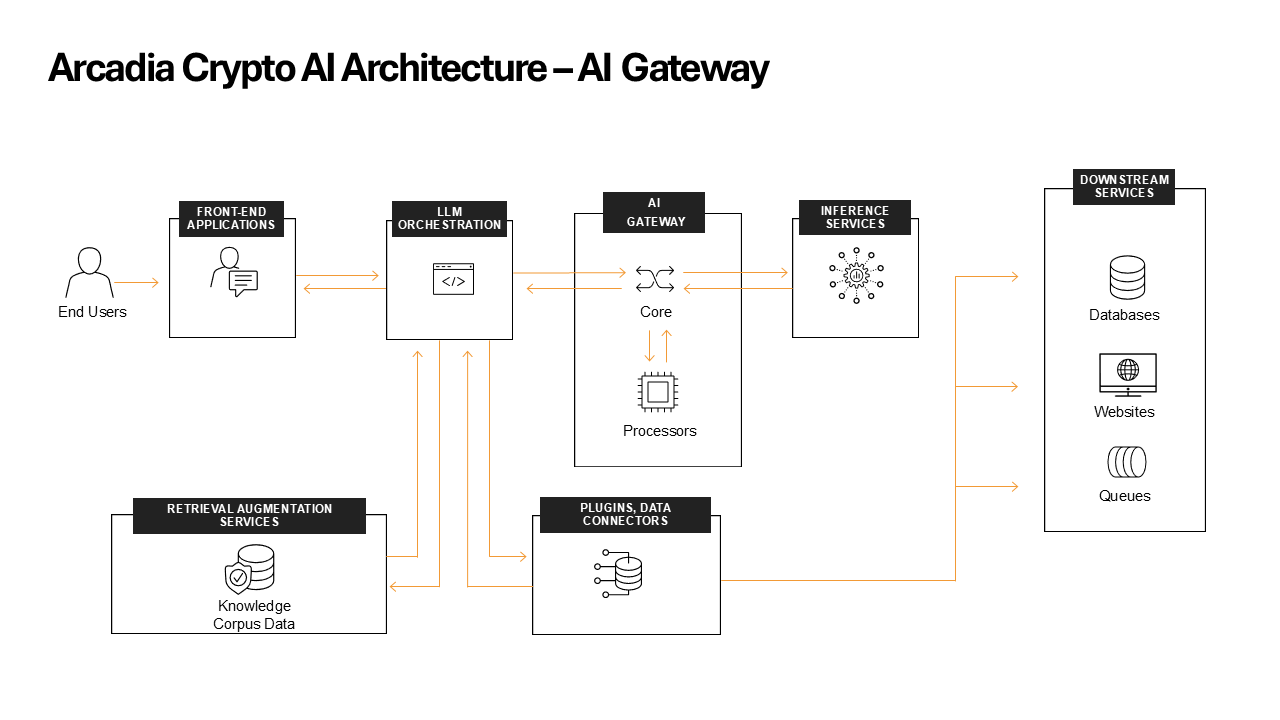 Arcadia Crypto AI Architecture – AI Gateway
DOWNSTREAM
SERVICES
FRONT-END
APPLICATIONS
LLM
ORCHESTRATION
AI
GATEWAY
INFERENCE
SERVICES
</>
End Users
Core
Databases
Processors
Websites
Queues
RETRIEVAL AUGMENTATION
SERVICES
PLUGINS, DATA
CONNECTORS
Knowledge
Corpus Data